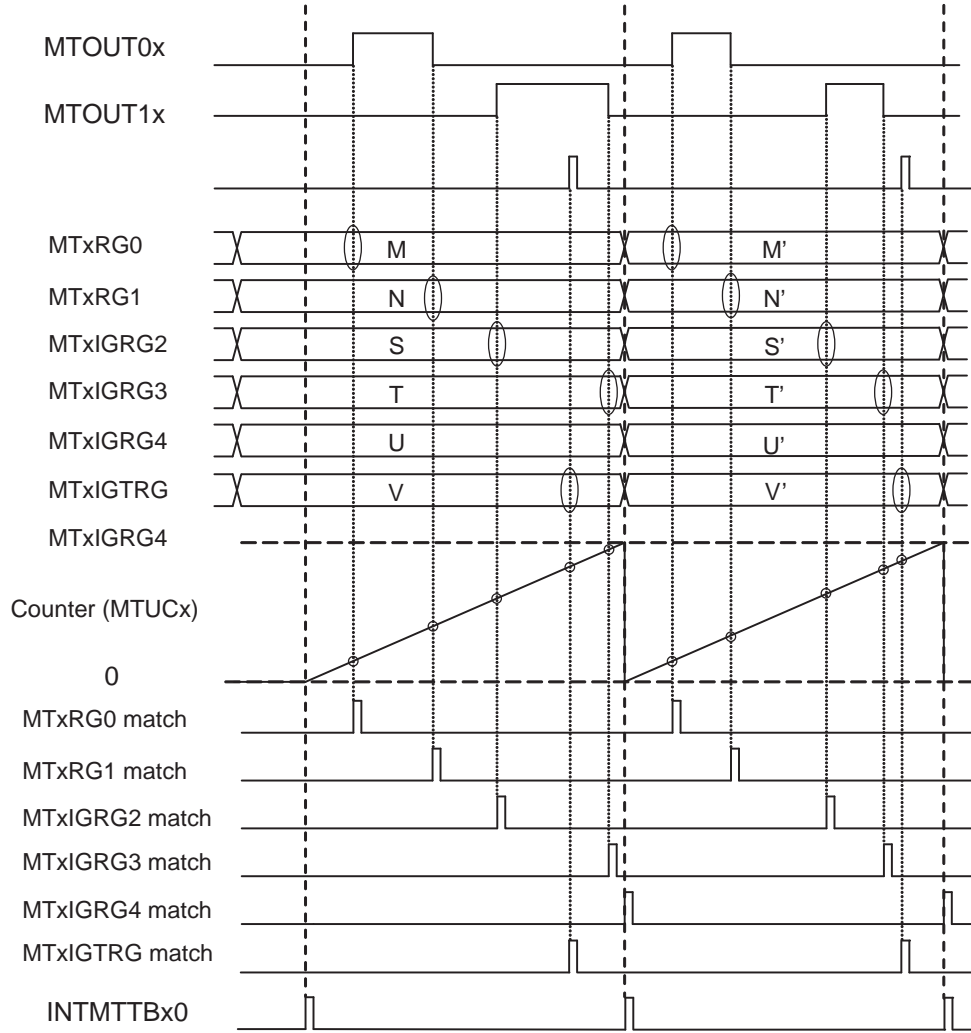 MTOUT0x
MTOUT1x
MTxRG0 M M’
MTxRG1 N N’
MTxIGRG2 S S’
MTxIGRG3 T T’
MTxIGRG4 U U’
MTxIGTRG V V’
MTxIGRG4
Counter (MTUCx)
0
MTxRG0 match
MTxRG1 match
MTxIGRG2 match
MTxIGRG3 match
MTxIGRG4 match
MTxIGTRG match
INTMTTBx0